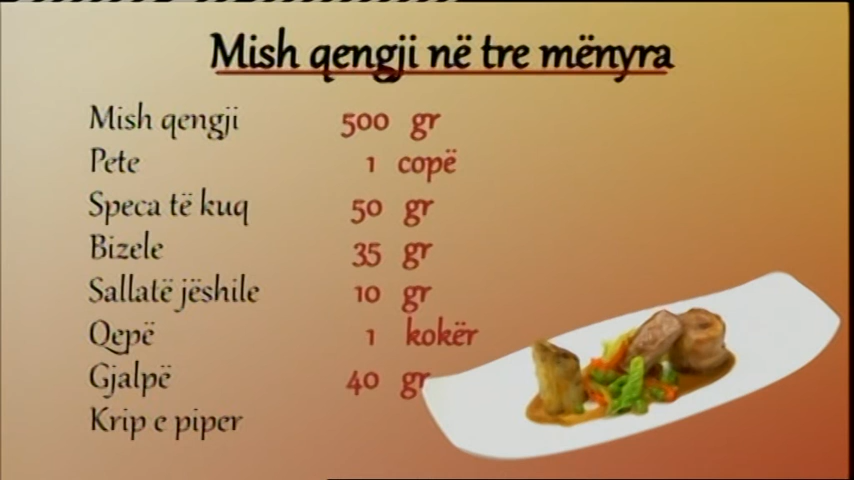 Mish qengji në tre mënyra
Mish qengji 500 gr
Pete 1 copë
Speca të kuq 50 gr
Bizele 35 gr
Sallatë jëshile 10 gr
Qepë 1 kokër
Gjalpë 40 gr
Krip e piper